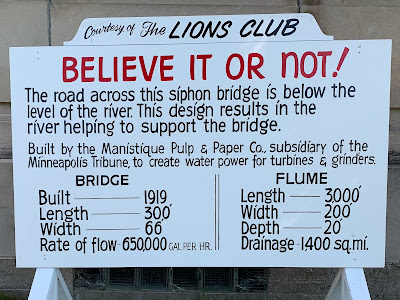 Courtesy of The LIONS CLUB
BELIEVE IT OR NOT!
The road across this siphon bridge is below the
level of the river. This design results in the
river helping to support the bridge.
Built by the Manistique Pulp & Paper Co., subsidiary of the
Minneapolis Tribune, to create water power for turbines & grinders.
BRIDGE
Built 1919
Length 300'
Width 66'
Rate of flow 650,000 GAL PER HR.
FLUME
Length 3,000'
Width 200'
Depth 20'
Drainage 1,400 sq. mi.